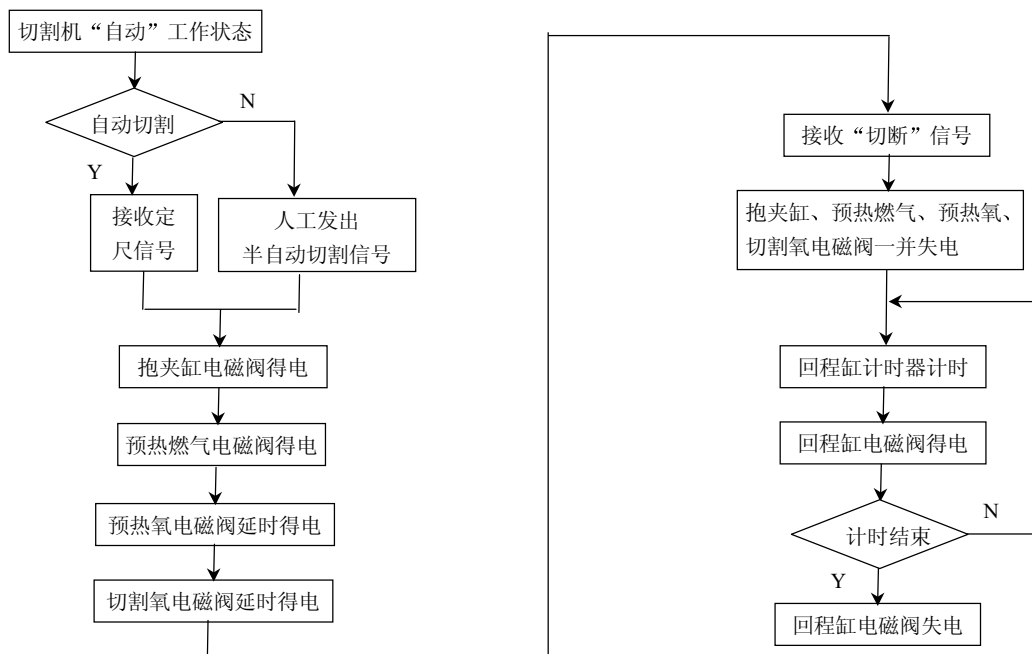 切割机“自动”工作状态
自动切割
N
Y
接收定
尺信号
人工发出
半自动切割信号
抱夹缸电磁阀得电
预热燃气电磁阀得电
预热氧电磁阀延时得电
切割氧电磁阀延时得电
接收“切断”信号
抱夹缸、预热燃气、预热氧、
切割氧电磁阀一并失电
回程缸计时器计时
回程缸电磁阀得电
计时结束
N
Y
回程缸电磁阀失电